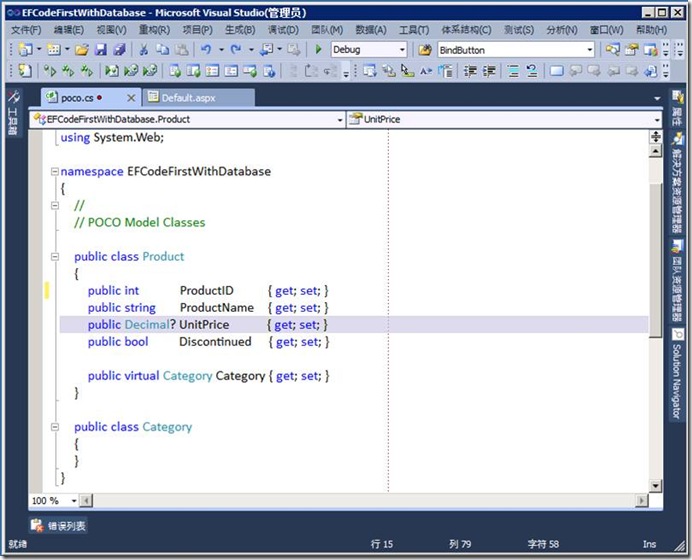 EFCodeFirstWithDatabase - Microsoft Visual Studio(管理员)
文件(F) 编辑(E) 视图(V) 重构(R) 项目(P) 生成(B) 调试(D) 团队(M) 数据(A) 工具(T) 体系结构(C) 测试(S) 分析(N) 窗口(W) 帮助(H)
Debug BindButton
poco.cs Default.aspx
EFCodeFirstWithDatabase.Product UnitPrice
using System.Web;
namespace EFCodeFirstWithDatabase
{
//
// POCO Model Classes
public class Product
{
public int ProductID { get; set; }
public string ProductName { get; set; }
public Decimal? UnitPrice { get; set; }
public bool Discontinued { get; set; }
public virtual Category Category { get; set; }
}
public class Category
{
}
}
100 %
错误列表
就绪 行 15 列 79 字符 58 Ins
工具箱
属性
解决方案资源管理器
团队资源管理器
Solution Navigator